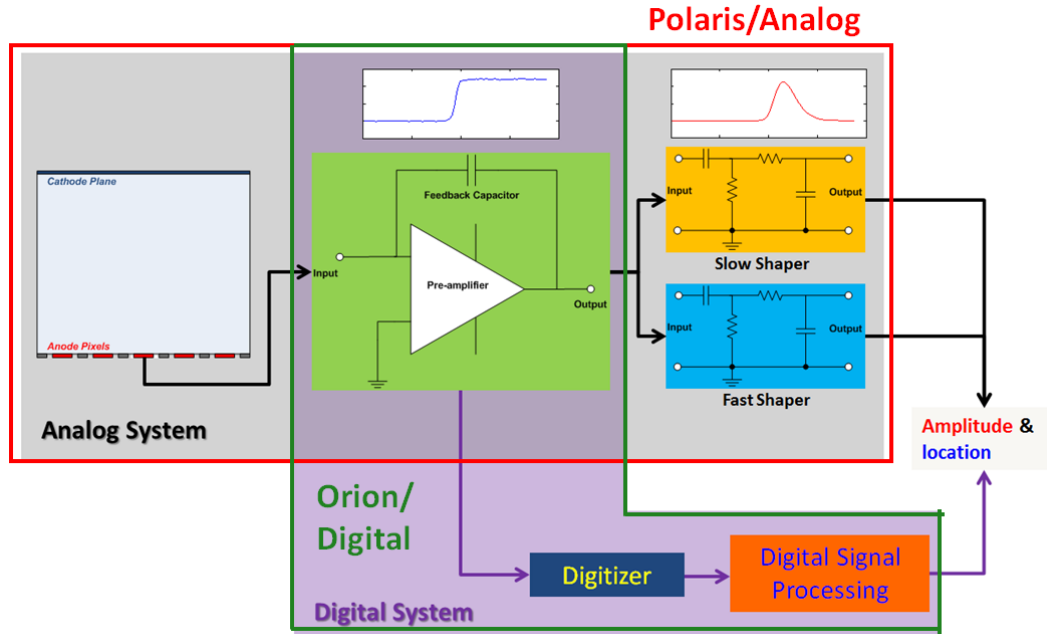 Polaris/Analog
Cathode Plane
Anode Pixels
Analog System
Feedback Capacitor
Input
Pre-amplifier
Output
Input
Output
Slow Shaper
Input
Output
Fast Shaper
Amplitude &
location
Orion/
Digital
Digitizer
Digital Signal
Processing
Digital System